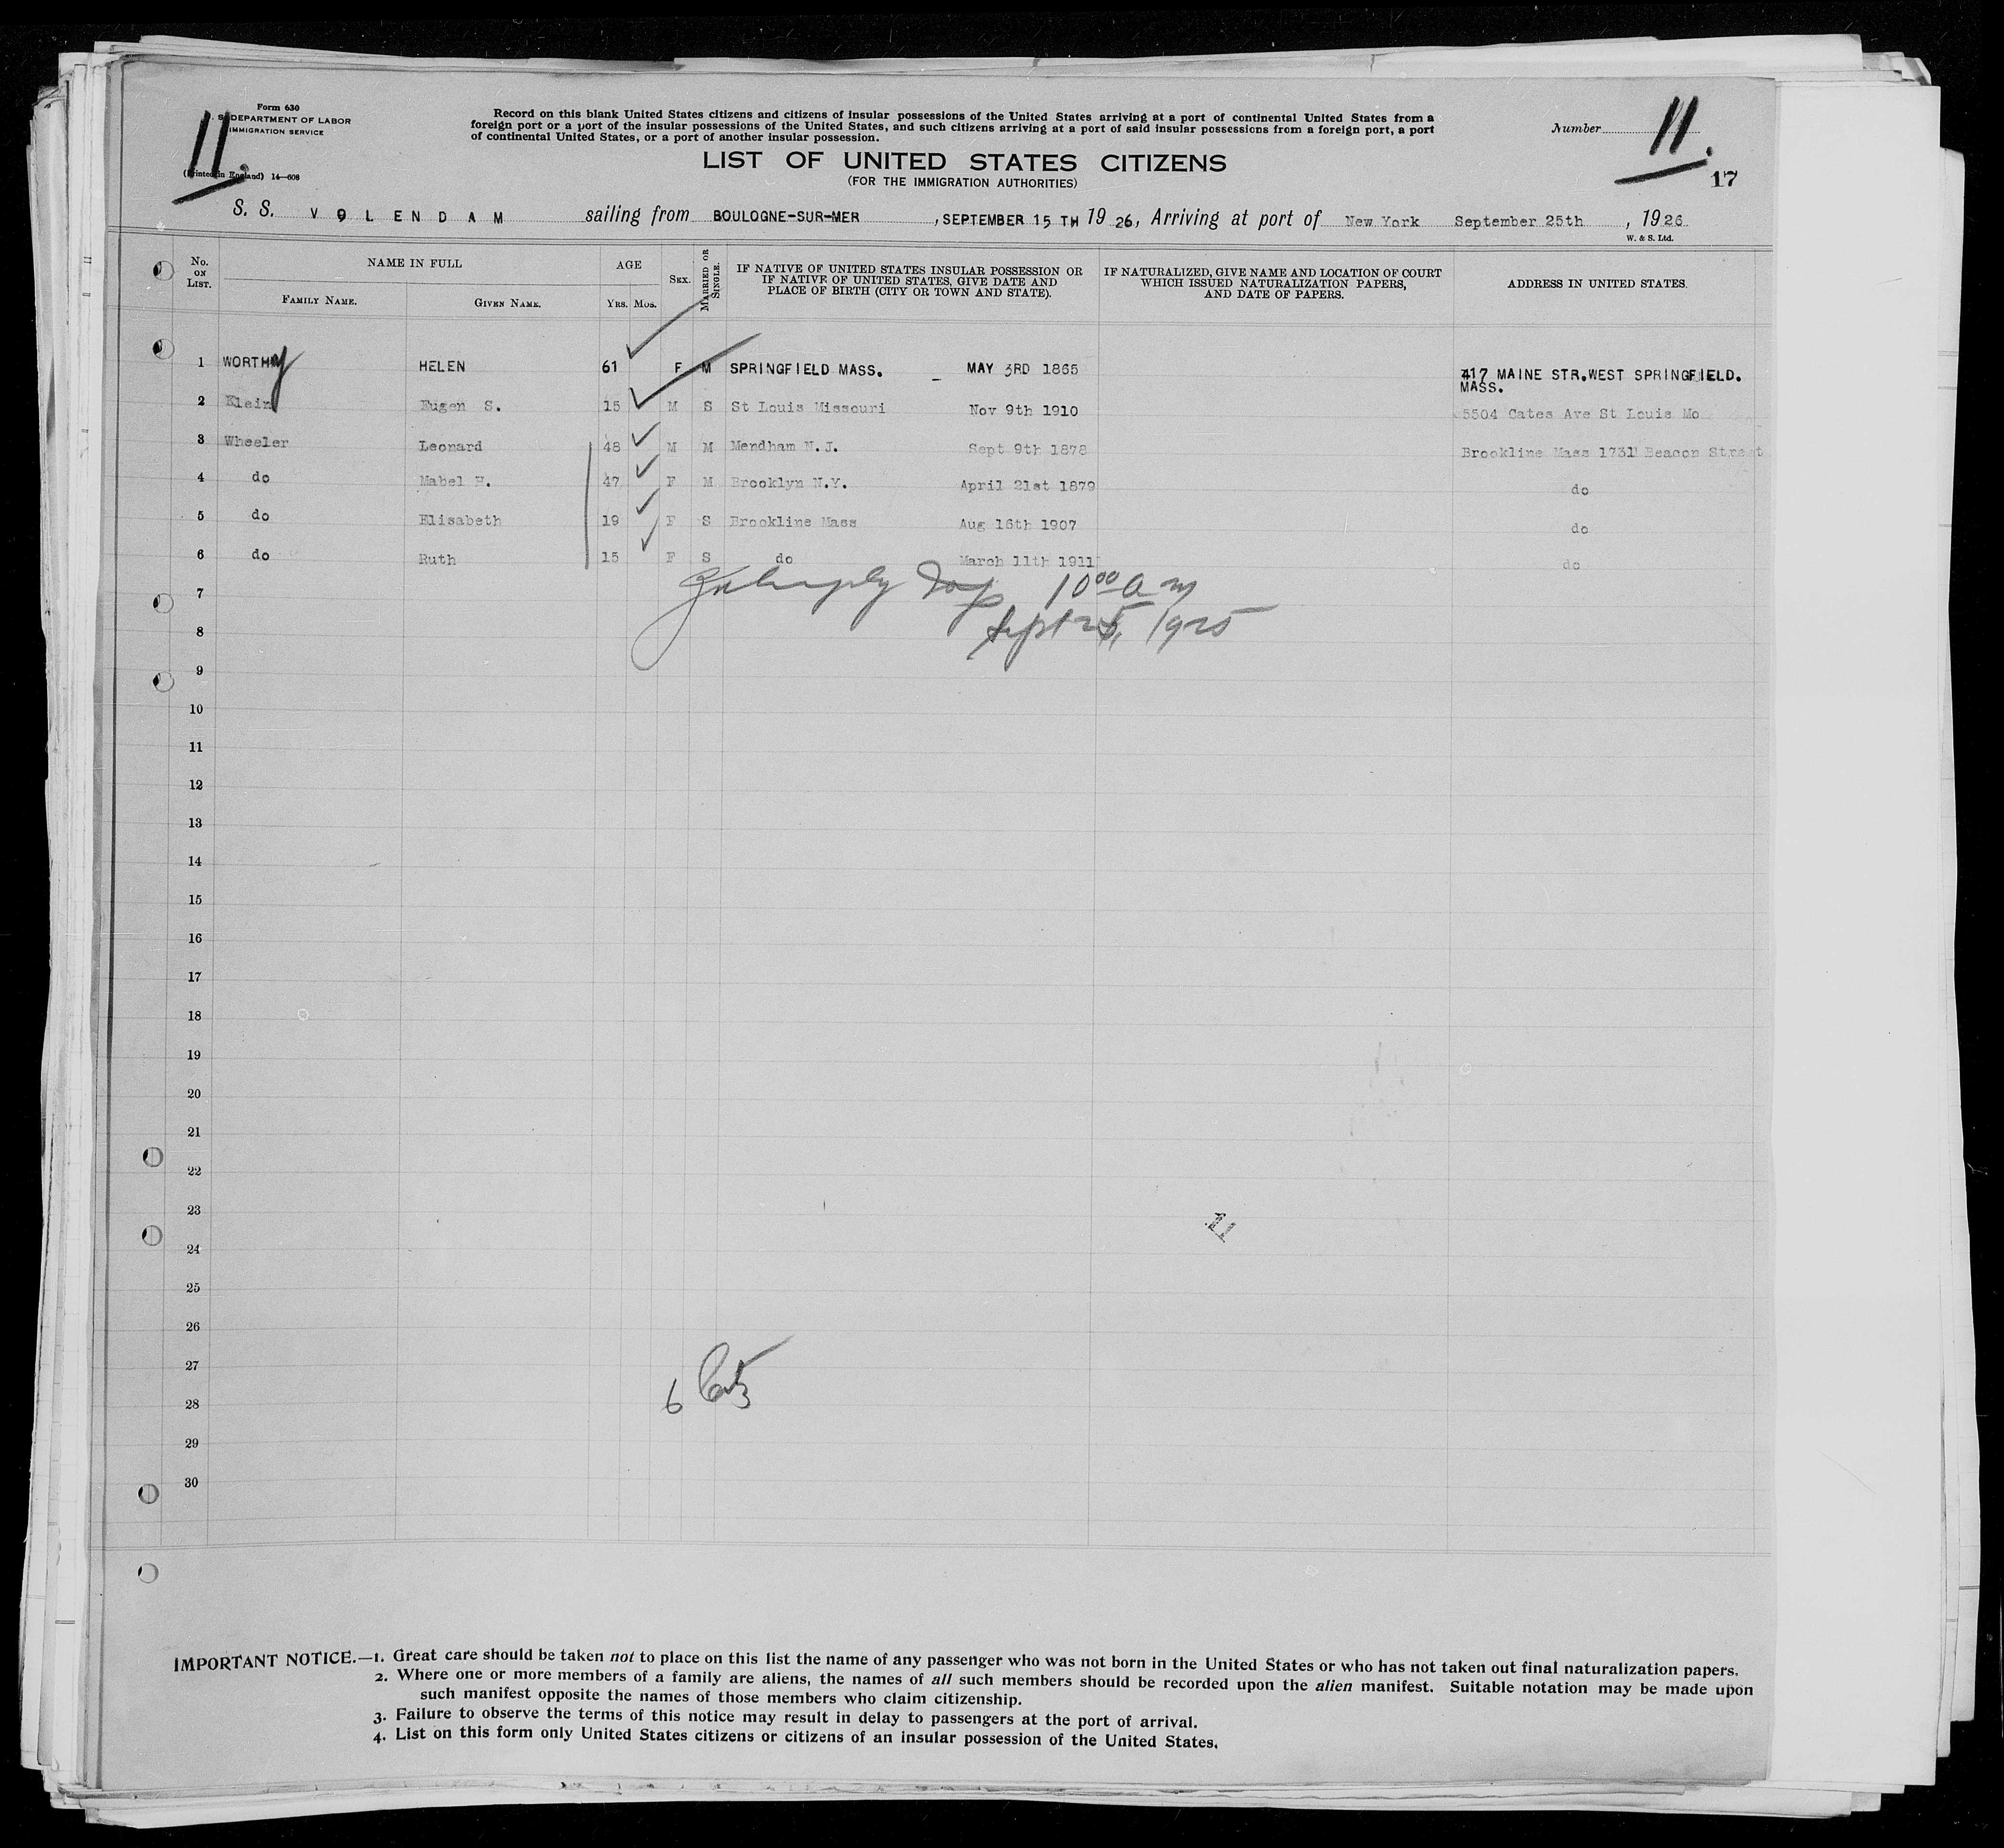 Form 630
S. DEPARTMENT OF LABOR
IMMIGRATION SERVICE
11.
(Printed in England) 14—608
Record on this blank United States citizens and citizens of insular possessions of the United States arriving at a port of continental United States from a
foreign port or a port of the insular possessions of the United States, and such citizens arriving at a port of said insular possessions from a foreign port, a port
of continental United States, or a port of another insular possession.
LIST OF UNITED STATES CITIZENS
(FOR THE IMMIGRATION AUTHORITIES)
Number 11.
17
S. S. VOLENDAM sailing from BOULOGNE-SUR-MER, SEPTEMBER 15 TH 19 26, Arriving at port of New York September 25th, 1926
W. & S. Ltd.
No. ON LIST. NAME IN FULL AGE SEX. MARRIED OR SINGLE. IF NATIVE OF UNITED STATES INSULAR POSSESSION OR IF NATIVE OF UNITED STATES, GIVE DATE AND PLACE OF BIRTH (CITY OR TOWN AND STATE). IF NATURALIZED, GIVE NAME AND LOCATION OF COURT WHICH ISSUED NATURALIZATION PAPERS, AND DATE OF PAPERS. ADDRESS IN UNITED STATES.
FAMILY NAME. GIVEN NAME. YRS. MOS.
1 WORTHY HELEN 61 F M SPRINGFIELD MASS. – MAY 3RD 1865 417 MAINE STR.WEST SPRINGFIELD.
MASS.
2 Klein Eugen S. 15 M S St Louis Missouri Nov 9th 1910 5504 Cates Ave St Louis Mo
3 Wheeler Leonard 48 M M Mendham N.J. Sept 9th 1878 Brookline Mass 1731 Beacon Street
4 do Mabel H. 47 F M Brooklyn N.Y. April 21st 1879 do
5 do Elisabeth 19 F S Brookline Mass Aug 16th 1907 do
6 do Ruth 15 F S do March 11th 1911 do
7 10 00 a m
8 Sept 25, 1925
9
10
11
12
13
14
15
16
17
18
19
20
21
22
23
11
24
25
26
27
6
28
29
30
IMPORTANT NOTICE.—1. Great care should be taken not to place on this list the name of any passenger who was not born in the United States or who has not taken out final naturalization papers.
2. Where one or more members of a family are aliens, the names of all such members should be recorded upon the alien manifest. Suitable notation may be made upon
such manifest opposite the names of those members who claim citizenship.
3. Failure to observe the terms of this notice may result in delay to passengers at the port of arrival.
4. List on this form only United States citizens or citizens of an insular possession of the United States.